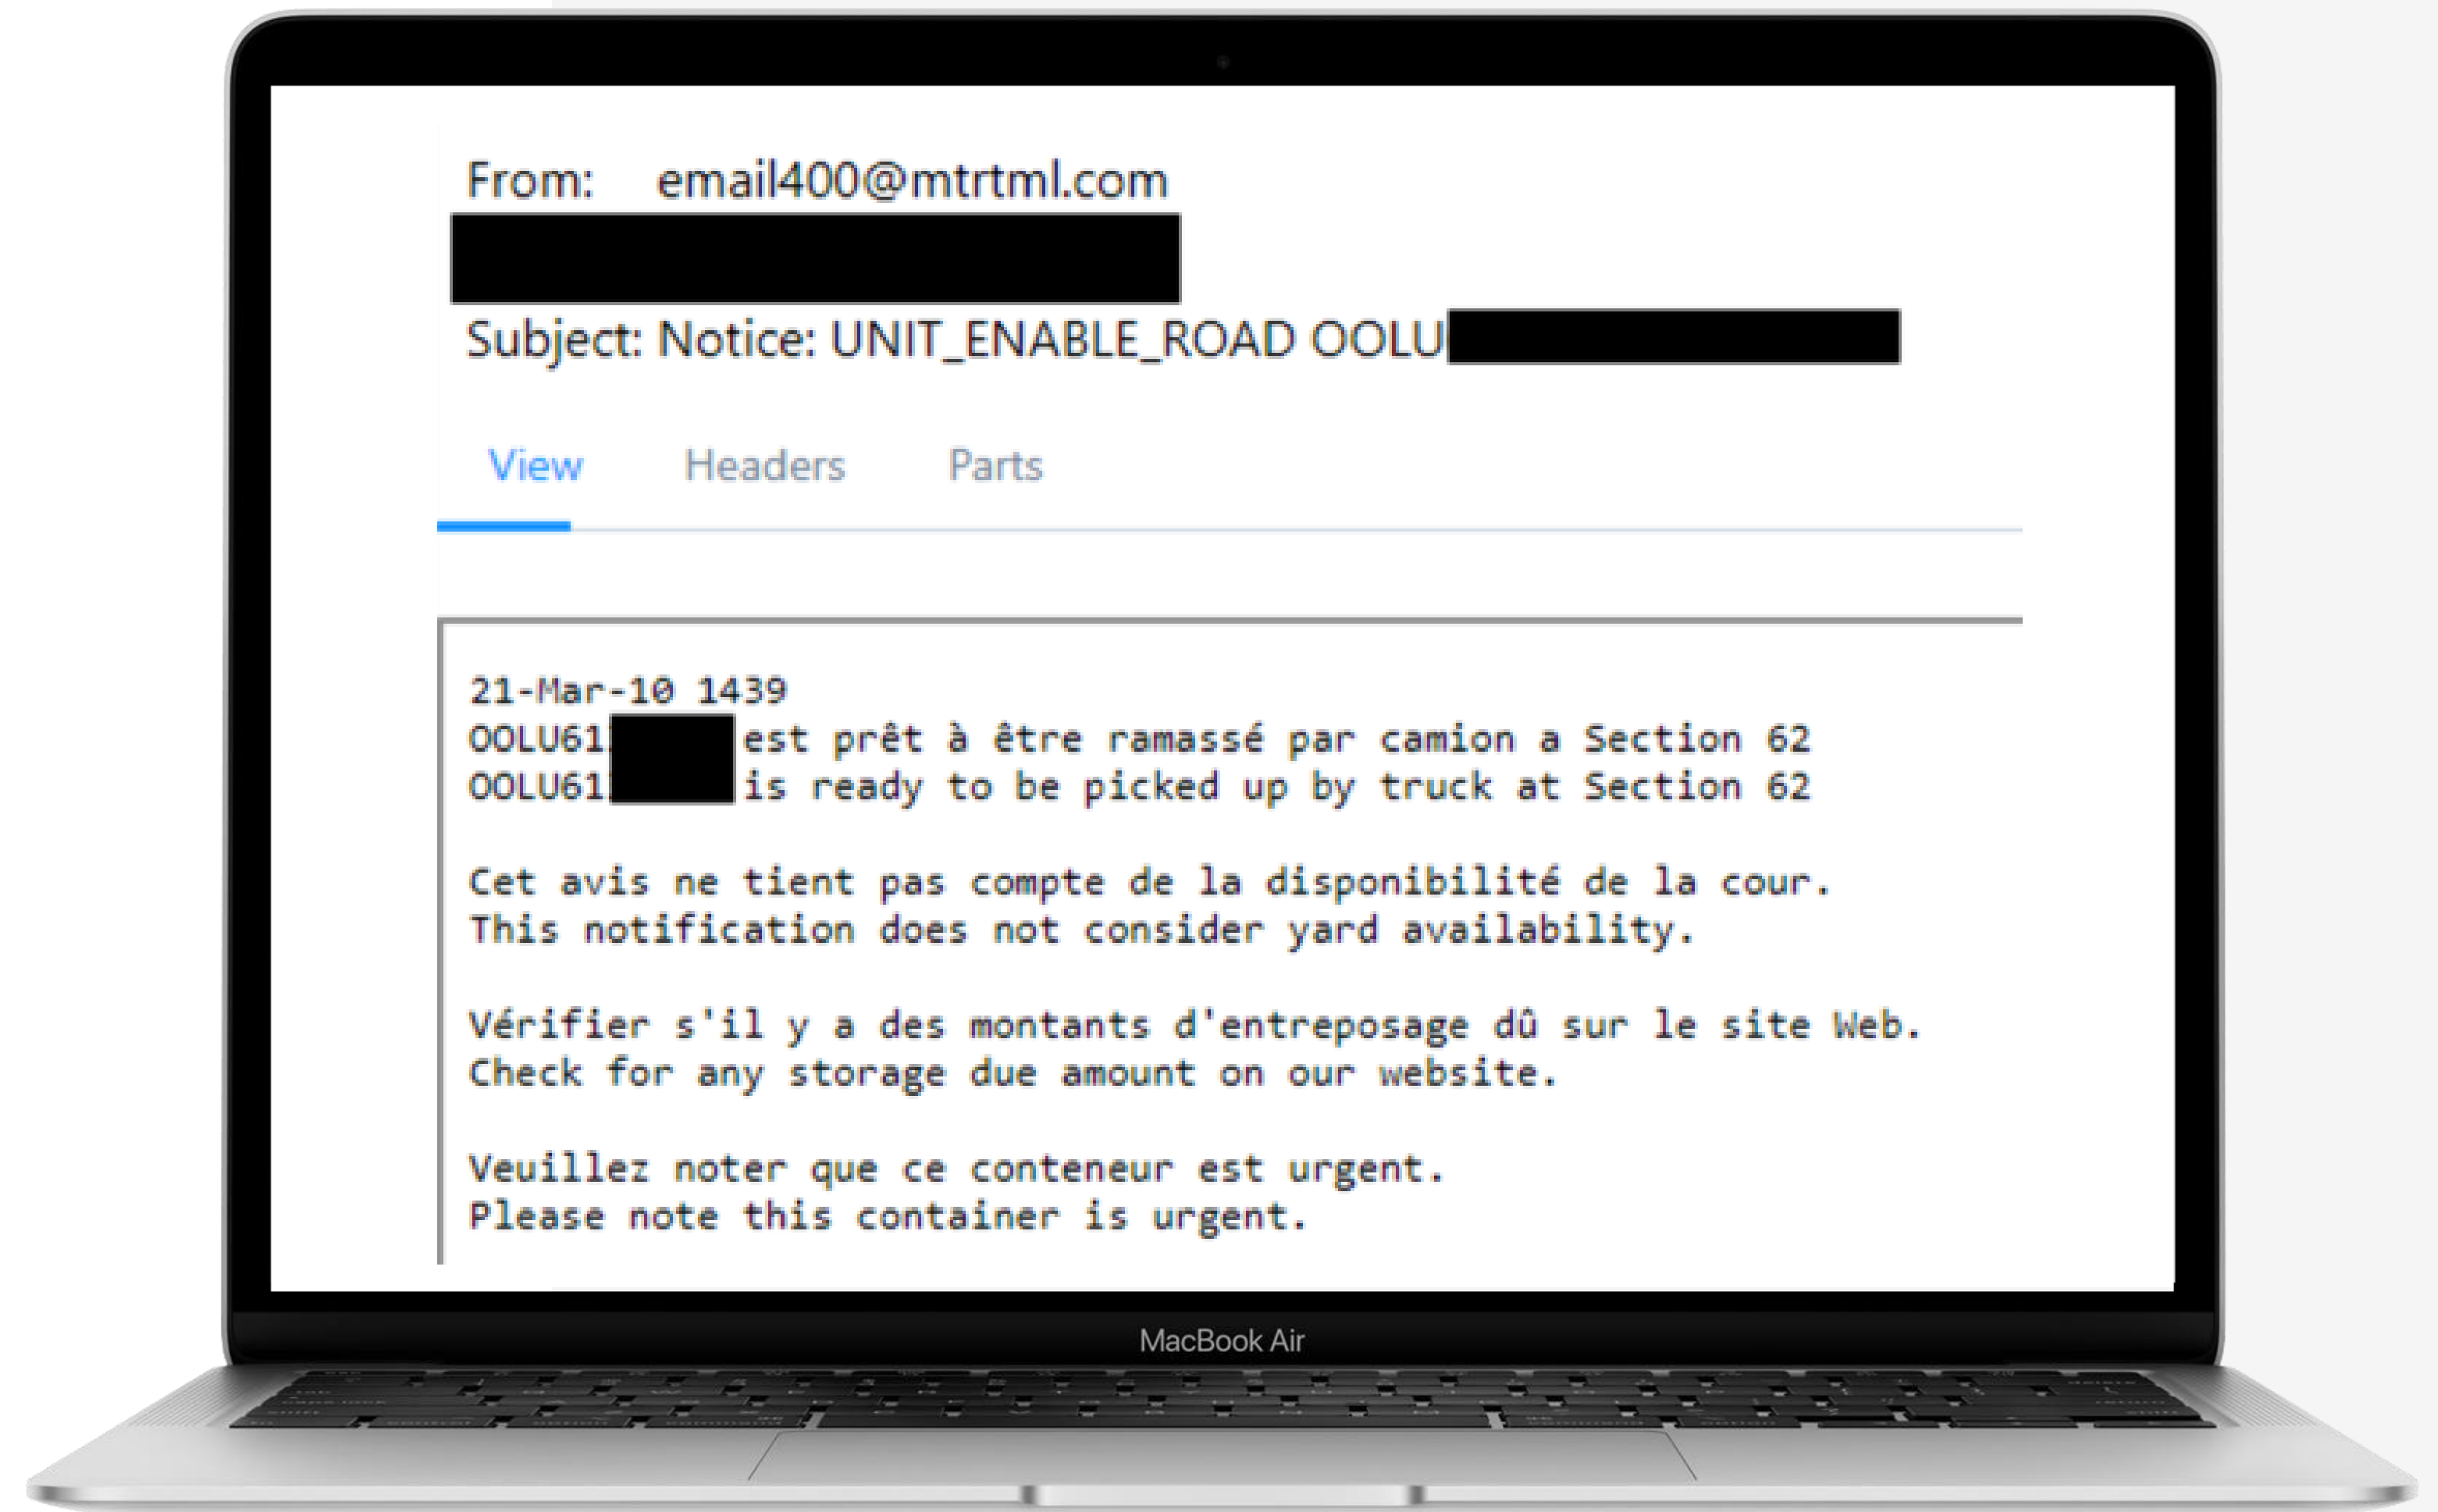 From: email400@mtrtml.com
Subject: Notice: UNIT_ENABLE_ROAD OOLU
View Headers Parts
21-Mar-10 1439
OOLU61 est prêt à être ramassé par camion a Section 62
OOLU61 is ready to be picked up by truck at Section 62
Cet avis ne tient pas compte de la disponibilité de la cour.
This notification does not consider yard availability.
Vérifier s'il y a des montants d'entreposage dû sur le site Web.
Check for any storage due amount on our website.
Veuillez noter que ce conteneur est urgent.
Please note this container is urgent.
MacBook Air